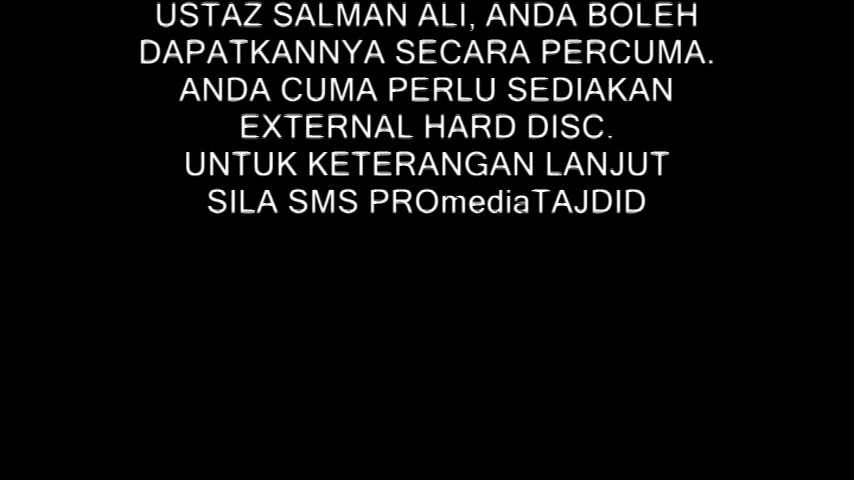 USTAZ SALMAN ALI, ANDA BOLEH
DAPATKANNYA SECARA PERCUMA.
ANDA CUMA PERLU SEDIAKAN
EXTERNAL HARD DISC.
UNTUK KETERANGAN LANJUT
SILA SMS PROmediaTAJDID